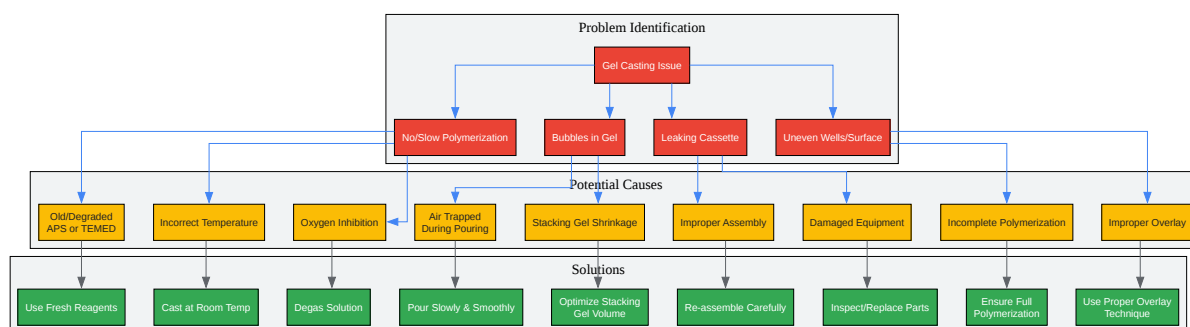 Problem Identification
Gel Casting Issue
No/Slow Polymerization
Bubbles in Gel
Leaking Cassette
Uneven Wells/Surface
Potential Causes
Old/Degraded
APS or TEMED
Incorrect Temperature
Oxygen Inhibition
Air Trapped
During Pouring
Stacking Gel Shrinkage
Improper Assembly
Damaged Equipment
Incomplete Polymerization
Improper Overlay
Solutions
Use Fresh Reagents
Cast at Room Temp
Degas Solution
Pour Slowly & Smoothly
Optimize Stacking
Gel Volume
Re-assemble Carefully
Inspect/Replace Parts
Ensure Full
Polymerization
Use Proper Overlay
Technique